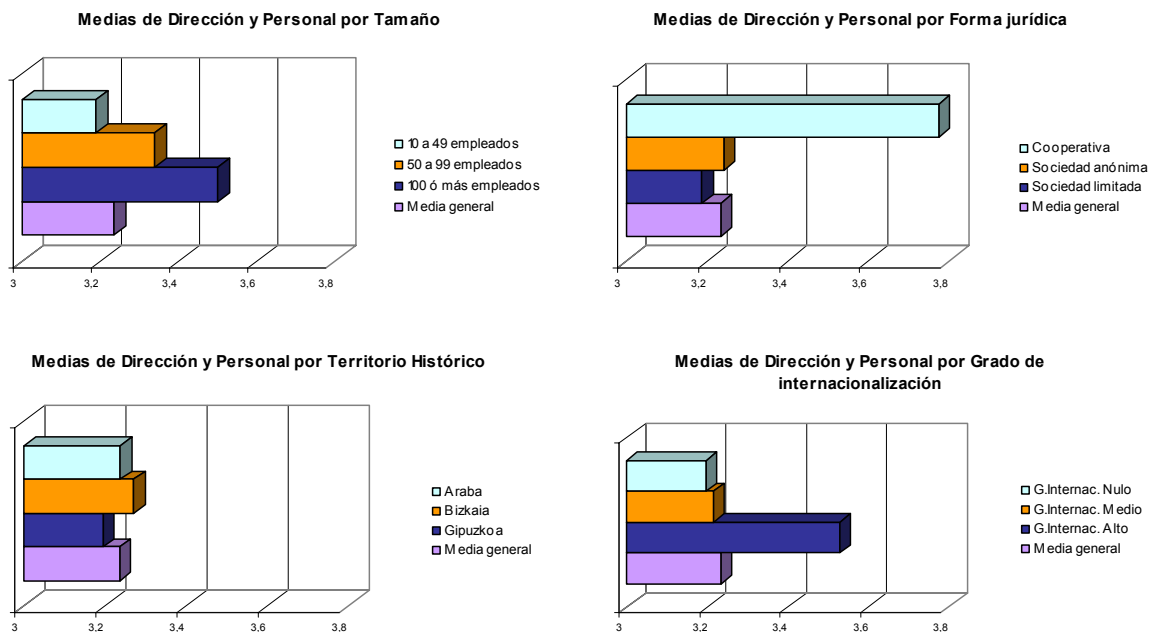 Medias de Dirección y Personal por Tamaño
10 a 49 empleados
50 a 99 empleados
100 ó más empleados
Media general
3 3,2 3,4 3,6 3,8
Medias de Dirección y Personal por Forma jurídica
Cooperativa
Sociedad anónima
Sociedad limitada
Media general
3 3,2 3,4 3,6 3,8
Medias de Dirección y Personal por Territorio Histórico
Araba
Bizkaia
Gipuzkoa
Media general
3 3,2 3,4 3,6 3,8
Medias de Dirección y Personal por Grado de
internacionalización
G.Internac. Nulo
G.Internac. Medio
G.Internac. Alto
Media general
3 3,2 3,4 3,6 3,8